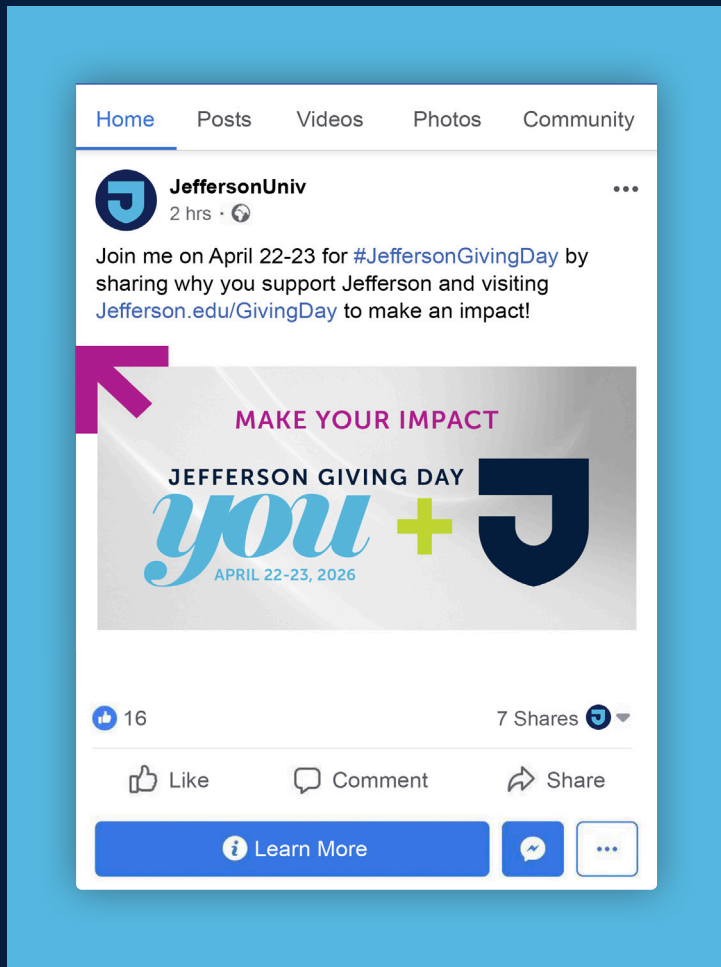 Home Posts Videos Photos Community
JeffersonUniv
2 hrs ·
Join me on April 22-23 for #JeffersonGivingDay by
sharing why you support Jefferson and visiting
Jefferson.edu/GivingDay to make an impact!
MAKE YOUR IMPACT
JEFFERSON GIVING DAY
you + J
APRIL 22-23, 2026
16 7 Shares
Like Comment Share
Learn More